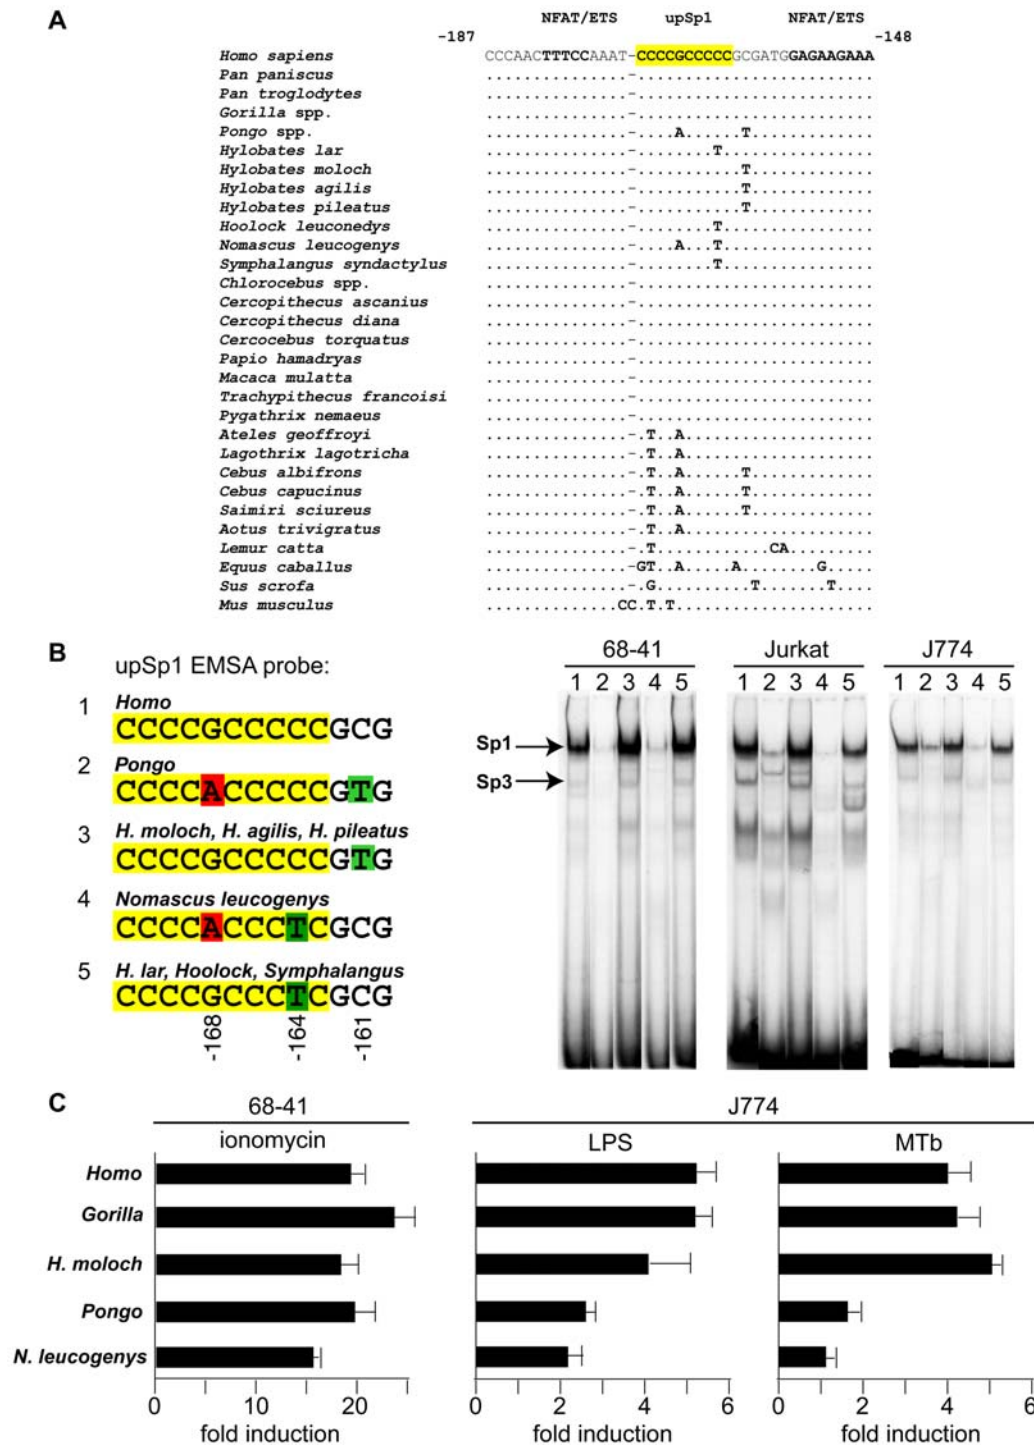 A
NFAT/ETS upSp1 NFAT/ETS
-187 -148
Homo sapiens CCCAACTTTCCAAAT-CCCCGCCCCCGCGATGGAGAAGAAA
Pan paniscus ...............-.........................
Pan troglodytes ...............-.........................
Gorilla spp. ...............-.........................
Pongo spp. ...............-....A......T.............
Hylobates lar ...............-........T................
Hylobates moloch ...............-...........T.............
Hylobates agilis ...............-...........T.............
Hylobates pileatus ...............-...........T.............
Hoolock leuconedys ...............-........T................
Nomascus leucogenys ...............-....A...T................
Symphalangus syndactylus ...............-........T................
Chlorocebus spp. ...............-.........................
Cercopithecus ascanius ...............-.........................
Cercopithecus diana ...............-.........................
Cercocebus torquatus ...............-.........................
Papio hamadryas ...............-.........................
Macaca mulatta ...............-.........................
Trachypithecus francoisi ...............-.........................
Pygathrix nemaeus ...............-.........................
Ateles geoffroyi ...............-.T..A....................
Lagothrix lagotricha ...............-.T..A....................
Cebus albifrons ...............-.T..A......T.............
Cebus capucinus ...............-.T..A......T.............
Saimiri sciureus ...............-.T..A......T.............
Aotus trivigratus ...............-.T..A....................
Lemur catta ...............-.T............CA.........
Equus caballus ...............-GT..A.....A........G.....
Sus scrofa ...............-.G..........T.......T....
Mus musculus ..............CC.T.T.....................
B
upSp1 EMSA probe:
1 Homo
CCCCGCCCCCGCG
2 Pongo
CCCCACCCCCGTG
3 H. moloch, H. agilis, H. pileatus
CCCCGCCCCCGTG
4 Nomascus leucogenys
CCCCACCCTCGCG
5 H. lar, Hoolock, Symphalangus
CCCCGCCCTCGCG
-168 -164 -161
68-41 Jurkat J774
1 2 3 4 5 1 2 3 4 5 1 2 3 4 5
Sp1
Sp3
C
68-41 J774
ionomycin LPS MTb
Homo
Gorilla
H. moloch
Pongo
N. leucogenys
0 10 20 0 2 4 6 0 2 4 6
fold induction fold induction fold induction